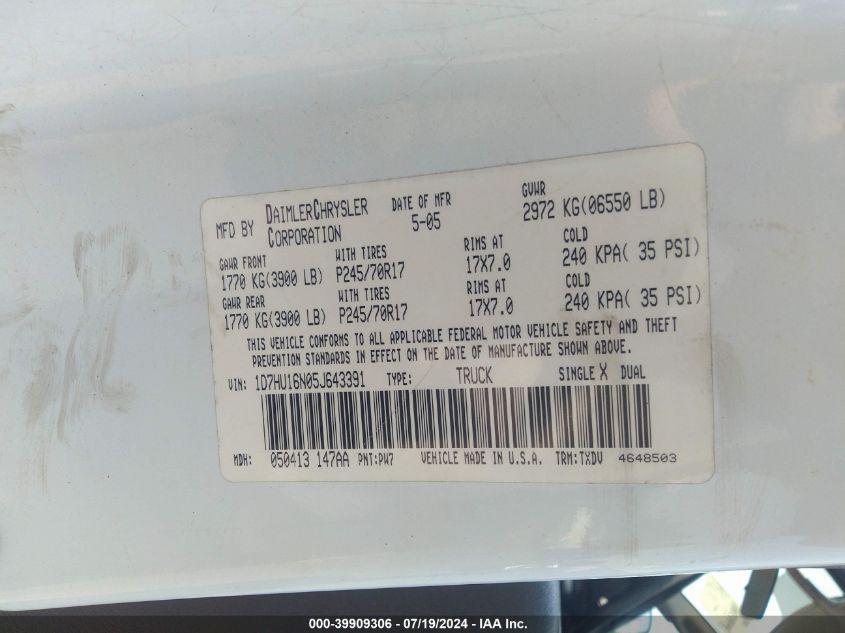 MFD BY DAIMLERCHRYSLER CORPORATION DATE OF MFR 5-05 GVWR 2972 KG(06550 LB)
GAWR FRONT WITH TIRES RIMS AT COLD
1770 KG(3900 LB) P245/70R17 17X7.0 240 KPA( 35 PSI)
GAWR REAR WITH TIRES RIMS AT COLD
1770 KG(3900 LB) P245/70R17 17X7.0 240 KPA( 35 PSI)
THIS VEHICLE CONFORMS TO ALL APPLICABLE FEDERAL MOTOR VEHICLE SAFETY AND THEFT
PREVENTION STANDARDS IN EFFECT ON THE DATE OF MANUFACTURE SHOWN ABOVE.
VIN: 1D7HU16N05J643391 TYPE: TRUCK SINGLE X DUAL
MDH: 050413 147AA PNT:PW7 VEHICLE MADE IN U.S.A. TRM:TXDV 4648503
000-39909306 - 07/19/2024 - IAA Inc.